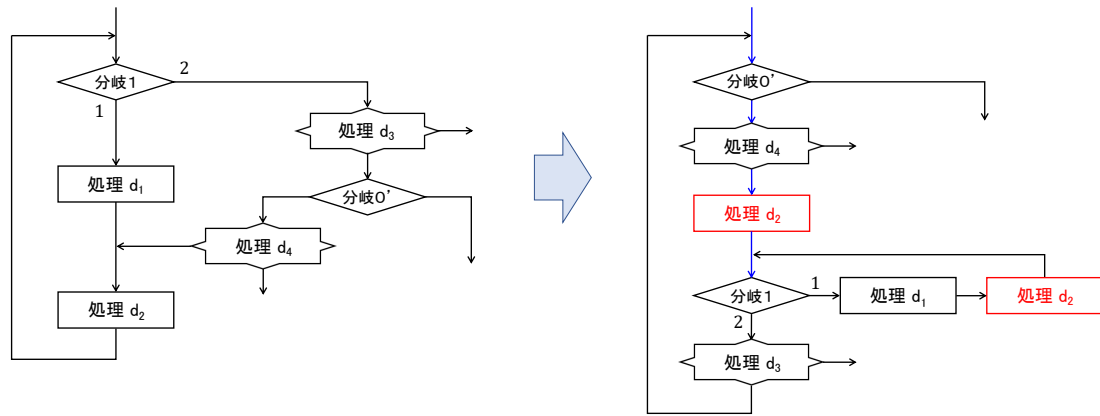 分岐1
2
1
処理 d₃
処理 d₁
分岐0'
処理 d₄
処理 d₂
分岐0'
処理 d₄
処理 d₂
分岐1
1
処理 d₁
処理 d₂
2
処理 d₃